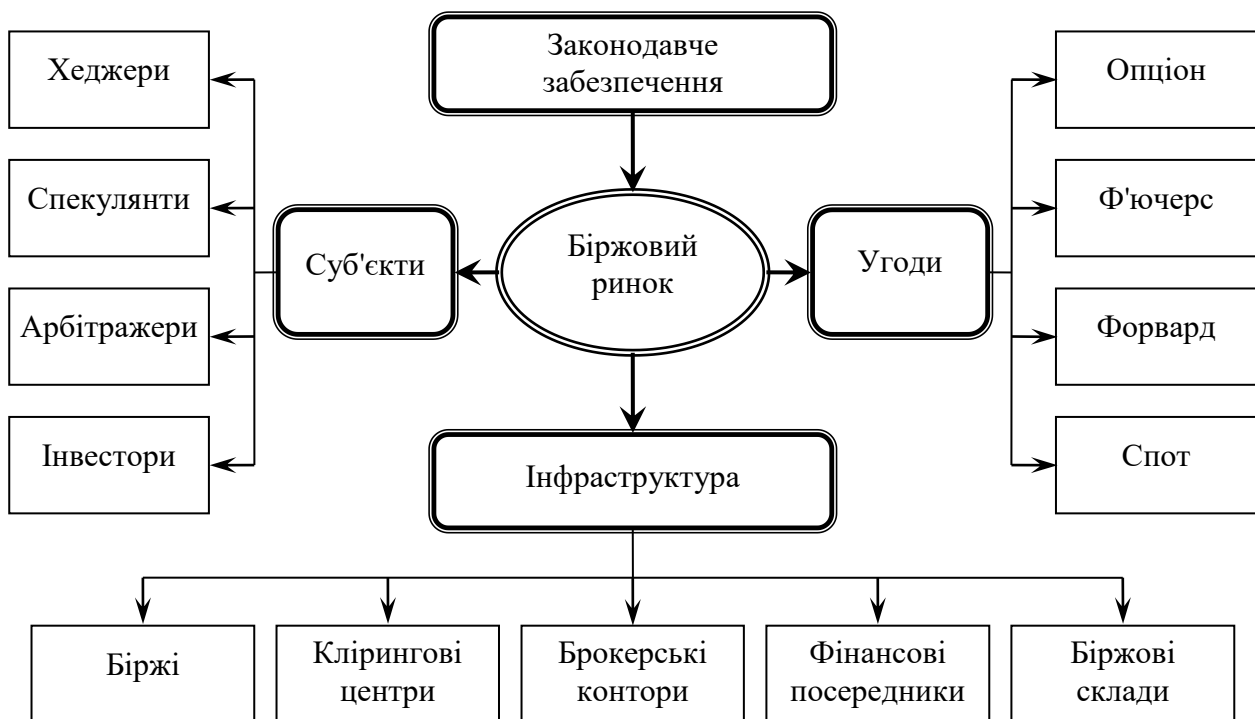 Законодавче
забезпечення
Хеджери
Спекулянти
Арбітражери
Інвестори
Суб'єкти
Біржовий
ринок
Угоди
Опціон
Ф'ючерс
Форвард
Спот
Інфраструктура
Біржі
Клірингові
центри
Брокерські
контори
Фінансові
посередники
Біржові
склади